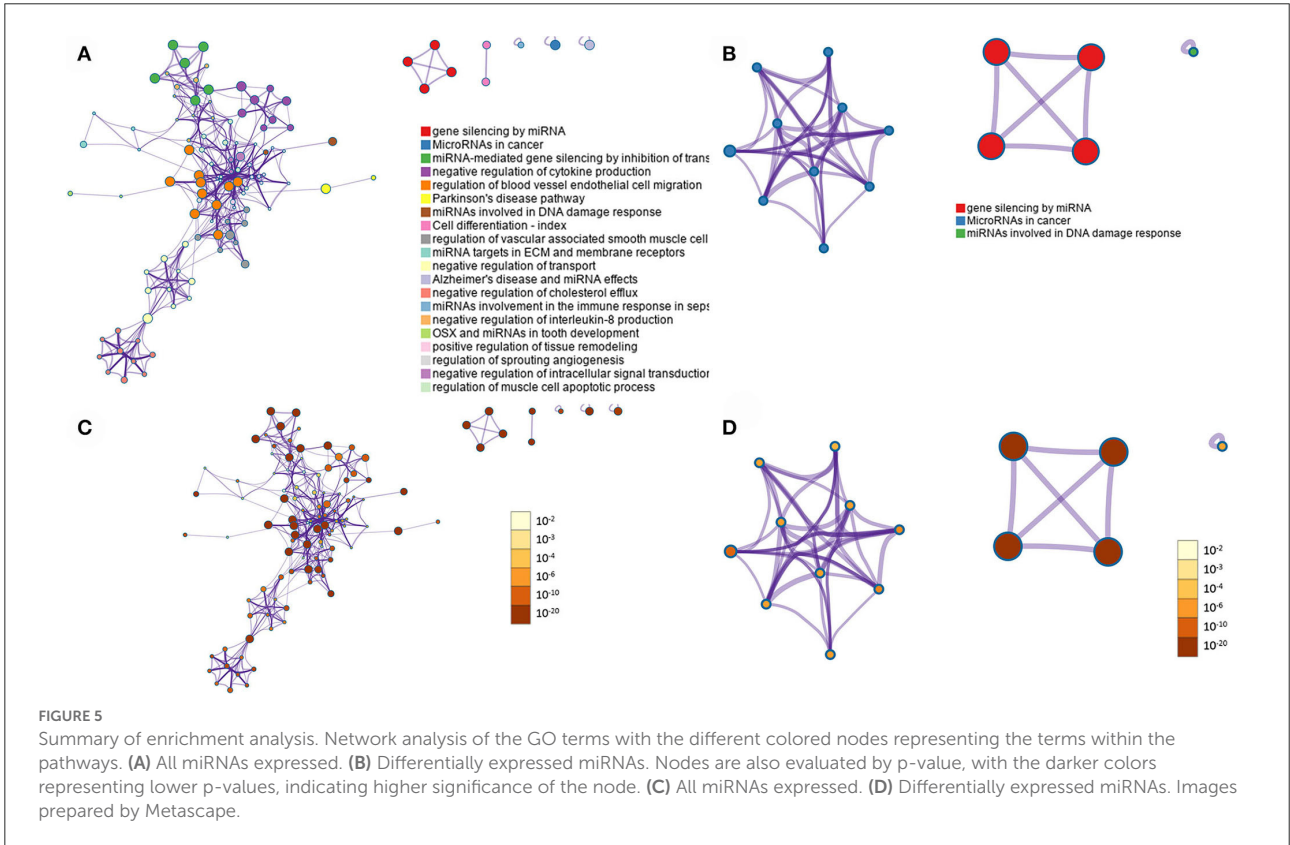 A
gene silencing by miRNA
MicroRNAs in cancer
miRNA-mediated gene silencing by inhibition of trans
negative regulation of cytokine production
regulation of blood vessel endothelial cell migration
Parkinson's disease pathway
miRNAs involved in DNA damage response
Cell differentiation - index
regulation of vascular associated smooth muscle cell
miRNA targets in ECM and membrane receptors
negative regulation of transport
Alzheimer's disease and miRNA effects
negative regulation of cholesterol efflux
miRNAs involvement in the immune response in seps
negative regulation of interleukin-8 production
OSX and miRNAs in tooth development
positive regulation of tissue remodeling
regulation of sprouting angiogenesis
negative regulation of intracellular signal transduction
regulation of muscle cell apoptotic process
B
gene silencing by miRNA
MicroRNAs in cancer
miRNAs involved in DNA damage response
C
10-2
10-3
10-4
10-6
10-10
10-20
D
10-2
10-3
10-4
10-6
10-10
10-20
FIGURE 5
Summary of enrichment analysis. Network analysis of the GO terms with the different colored nodes representing the terms within the
pathways. (A) All miRNAs expressed. (B) Differentially expressed miRNAs. Nodes are also evaluated by p-value, with the darker colors
representing lower p-values, indicating higher significance of the node. (C) All miRNAs expressed. (D) Differentially expressed miRNAs. Images
prepared by Metascape.